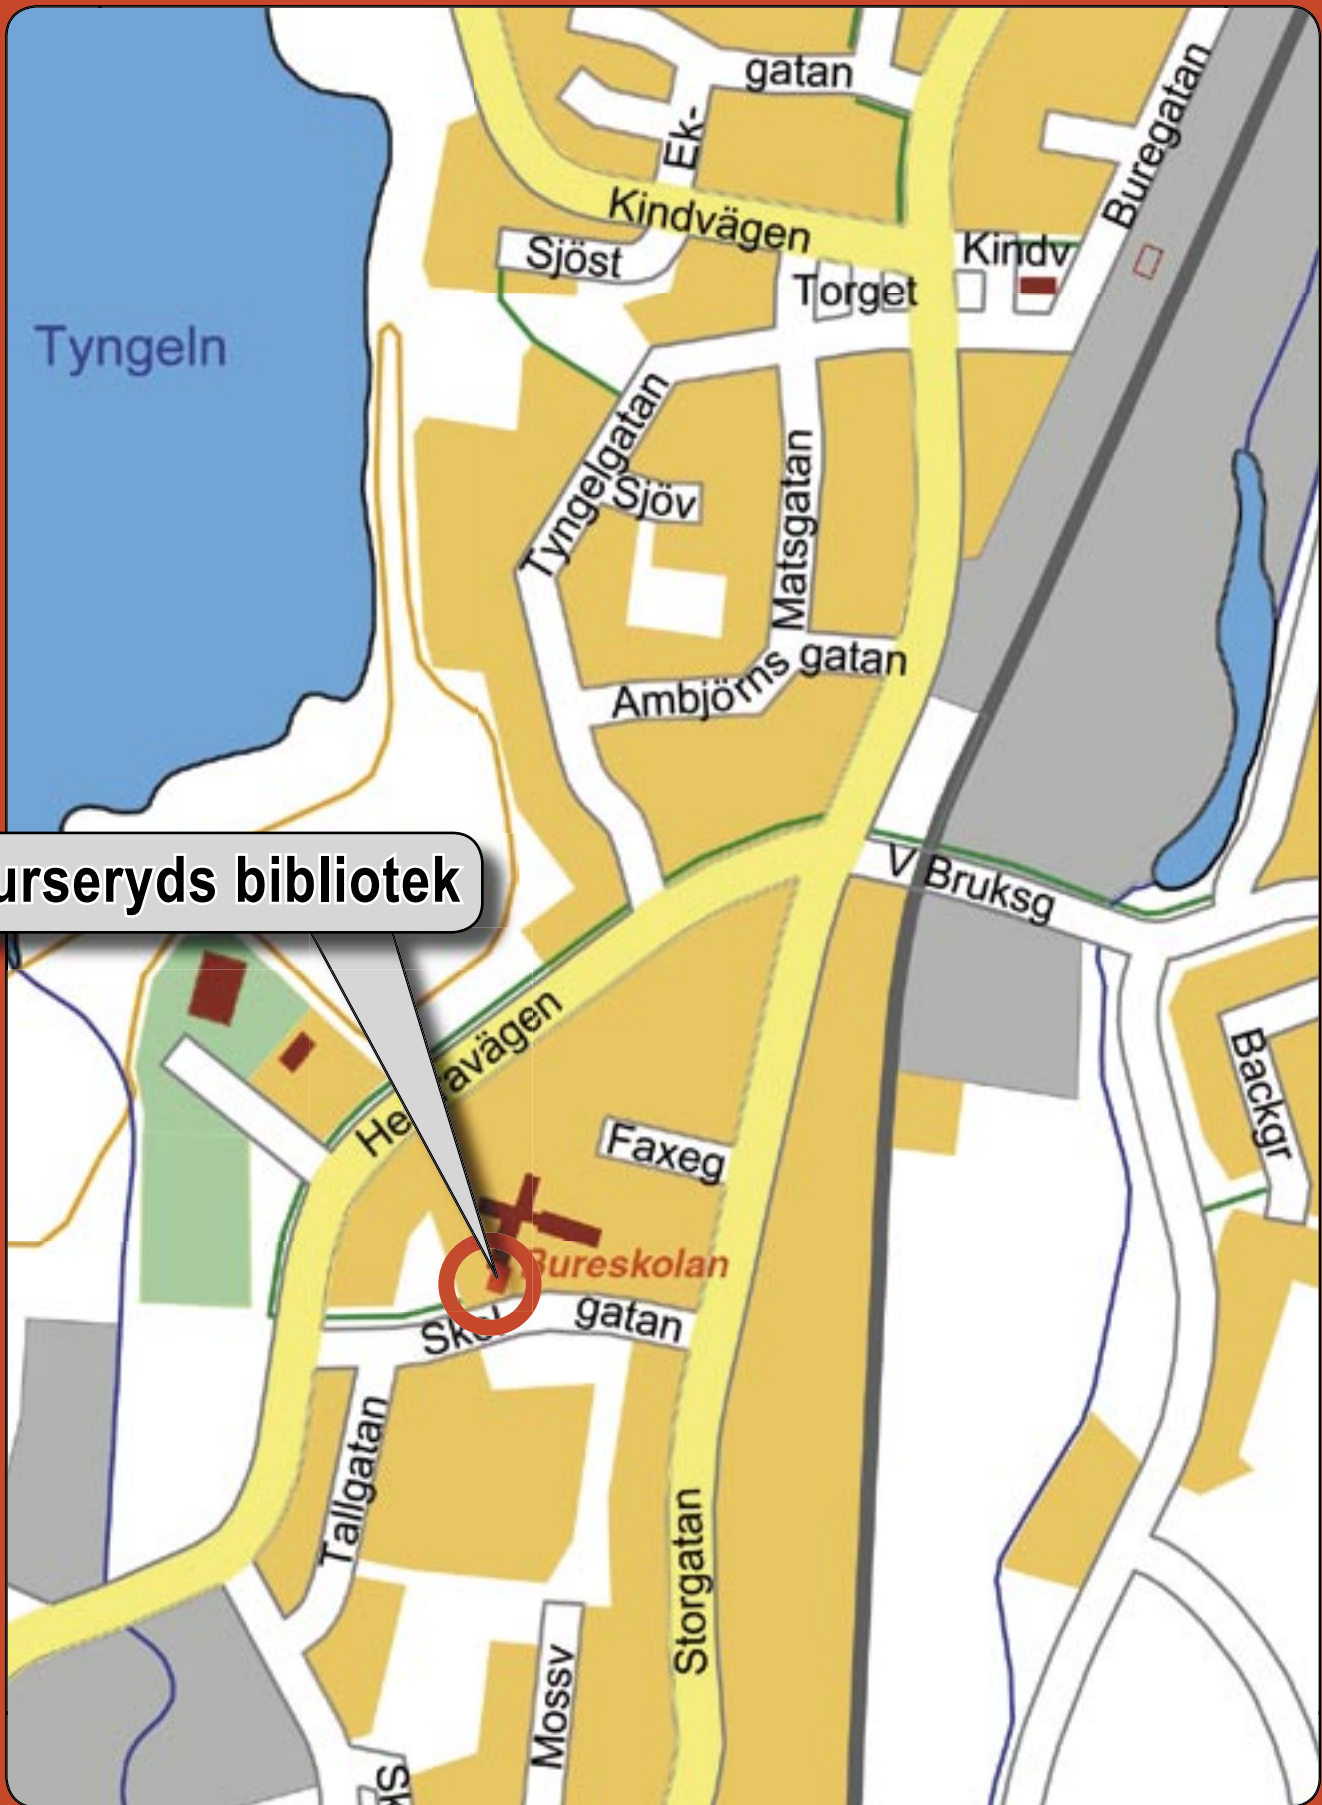 gatan
Ek-
Buregatan
Kindvägen
Kindv
Sjöst
Torget
Tyngeln
Tyngelgatan
Sjöv
Matsgatan
Ambjörns gatan
urseryds bibliotek
V Bruksg
avägen
Backgr
Faxeg
Bureskolan
gatan
Tallgatan
Storgatan
Mossv